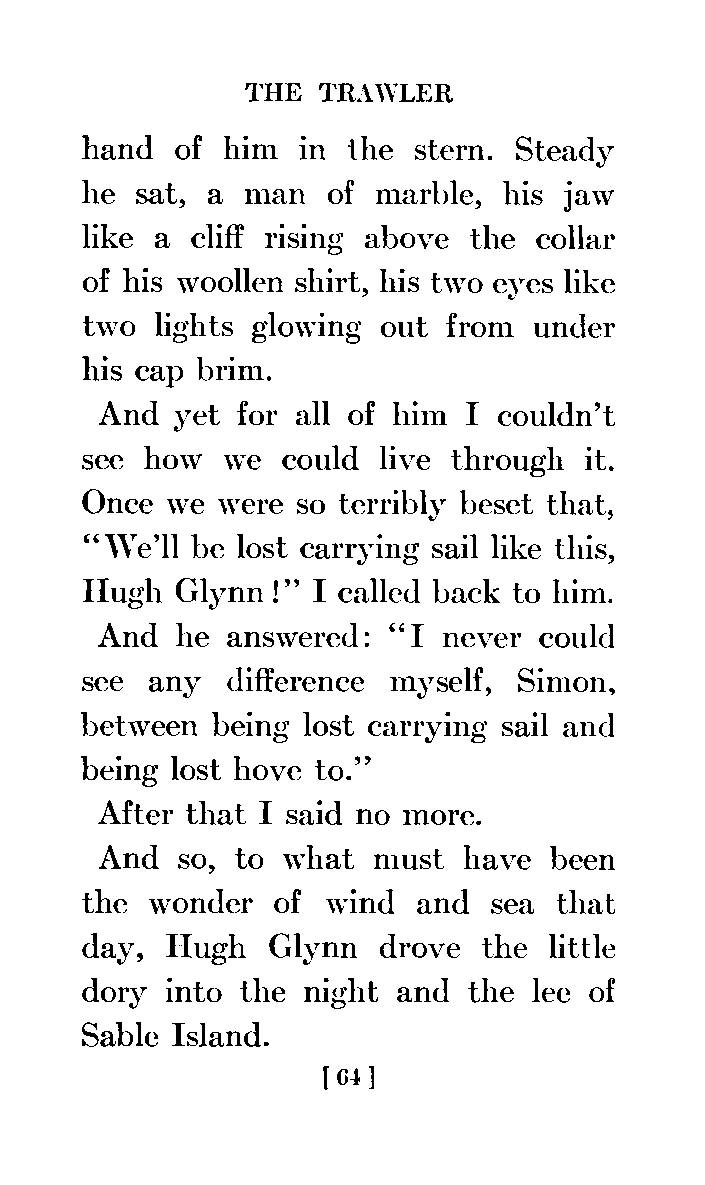 THE TRAWLER
hand of him in the stern. Steady
he sat, a man of marble, his jaw
like a cliff rising above the collar
of his woollen shirt, his two eyes like
two lights glowing out from under
his cap brim.
And yet for all of him I couldn't
see how we could live through it.
Once we were so terribly beset that,
"We'll be lost carrying sail like this,
Hugh Glynn!" I called back to him.
And he answered: "I never could
see any difference myself, Simon,
between being lost carrying sail and
being lost hove to."
After that I said no more.
And so, to what must have been
the wonder of wind and sea that
day, Hugh Glynn drove the little
dory into the night and the lee of
Sable Island.
[64]